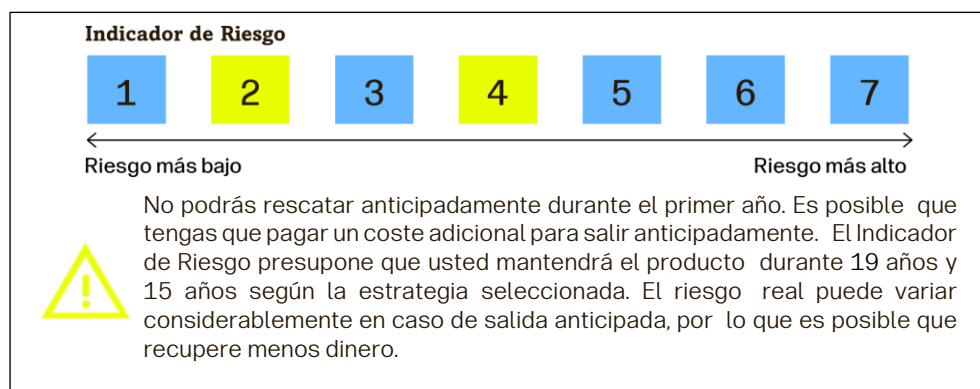 Indicador de Riesgo
1 2 3 4 5 6 7
Riesgo más bajo Riesgo más alto
No podrás rescatar anticipadamente durante el primer año. Es posible que
tengas que pagar un coste adicional para salir anticipadamente. El Indicador
de Riesgo presupone que usted mantendrá el producto durante 19 años y
15 años según la estrategia seleccionada. El riesgo real puede variar
considerablemente en caso de salida anticipada, por lo que es posible que
recupere menos dinero.